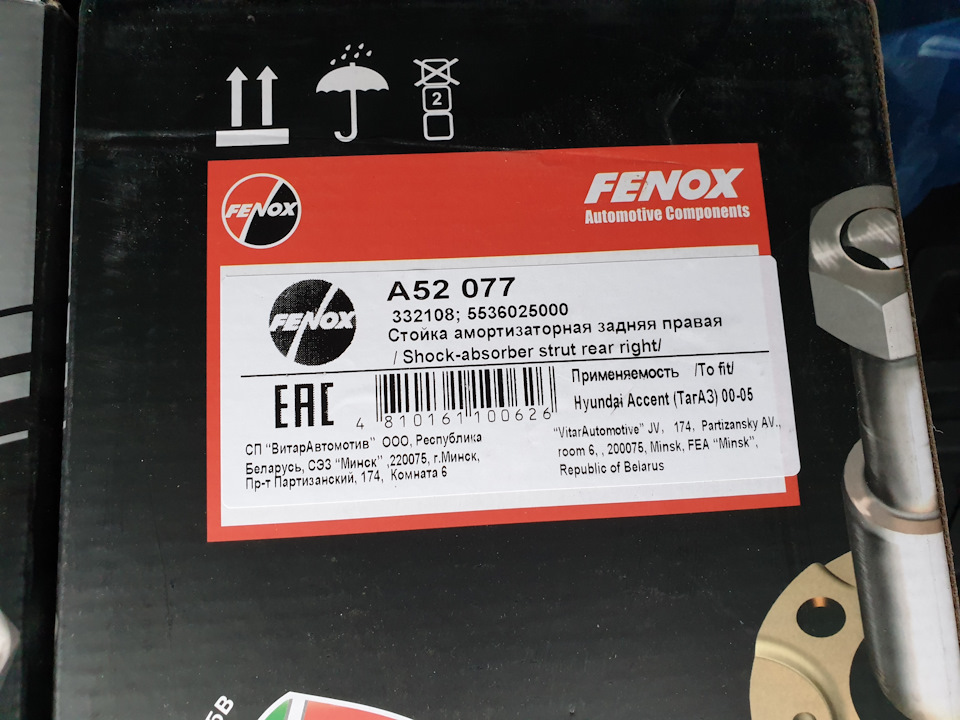 2
FENOX
FENOX
Automotive Components
FENOX
A52 077
332108; 5536025000
Стойка амортизаторная задняя правая
/ Shock-absorber strut rear right/
EAC
4 810161 100626
Применяемость /To fit/
Hyundai Accent (ТагАЗ) 00-05
СП “ВитарАвтомотив” ООО, Республика
Беларусь, СЭЗ “Минск” ,220075, г.Минск,
Пр-т Партизанский, 174, Комната 6
“VitarAutomotive” JV, 174, Partizansky AV.,
room 6, , 200075, Minsk, FEA “Minsk”,
Republic of Belarus